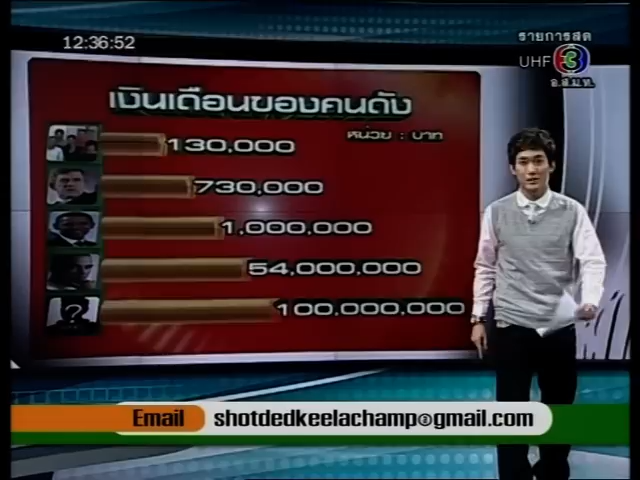 12:36:52
รายการสด
UHF 3
อ.ส.ม.ท.
เงินเดือนของคนดัง
หน่วย : บาท
130,000
730,000
1,000,000
54,000,000
?
100,000,000
Email shotdedkeelachamp@gmail.com